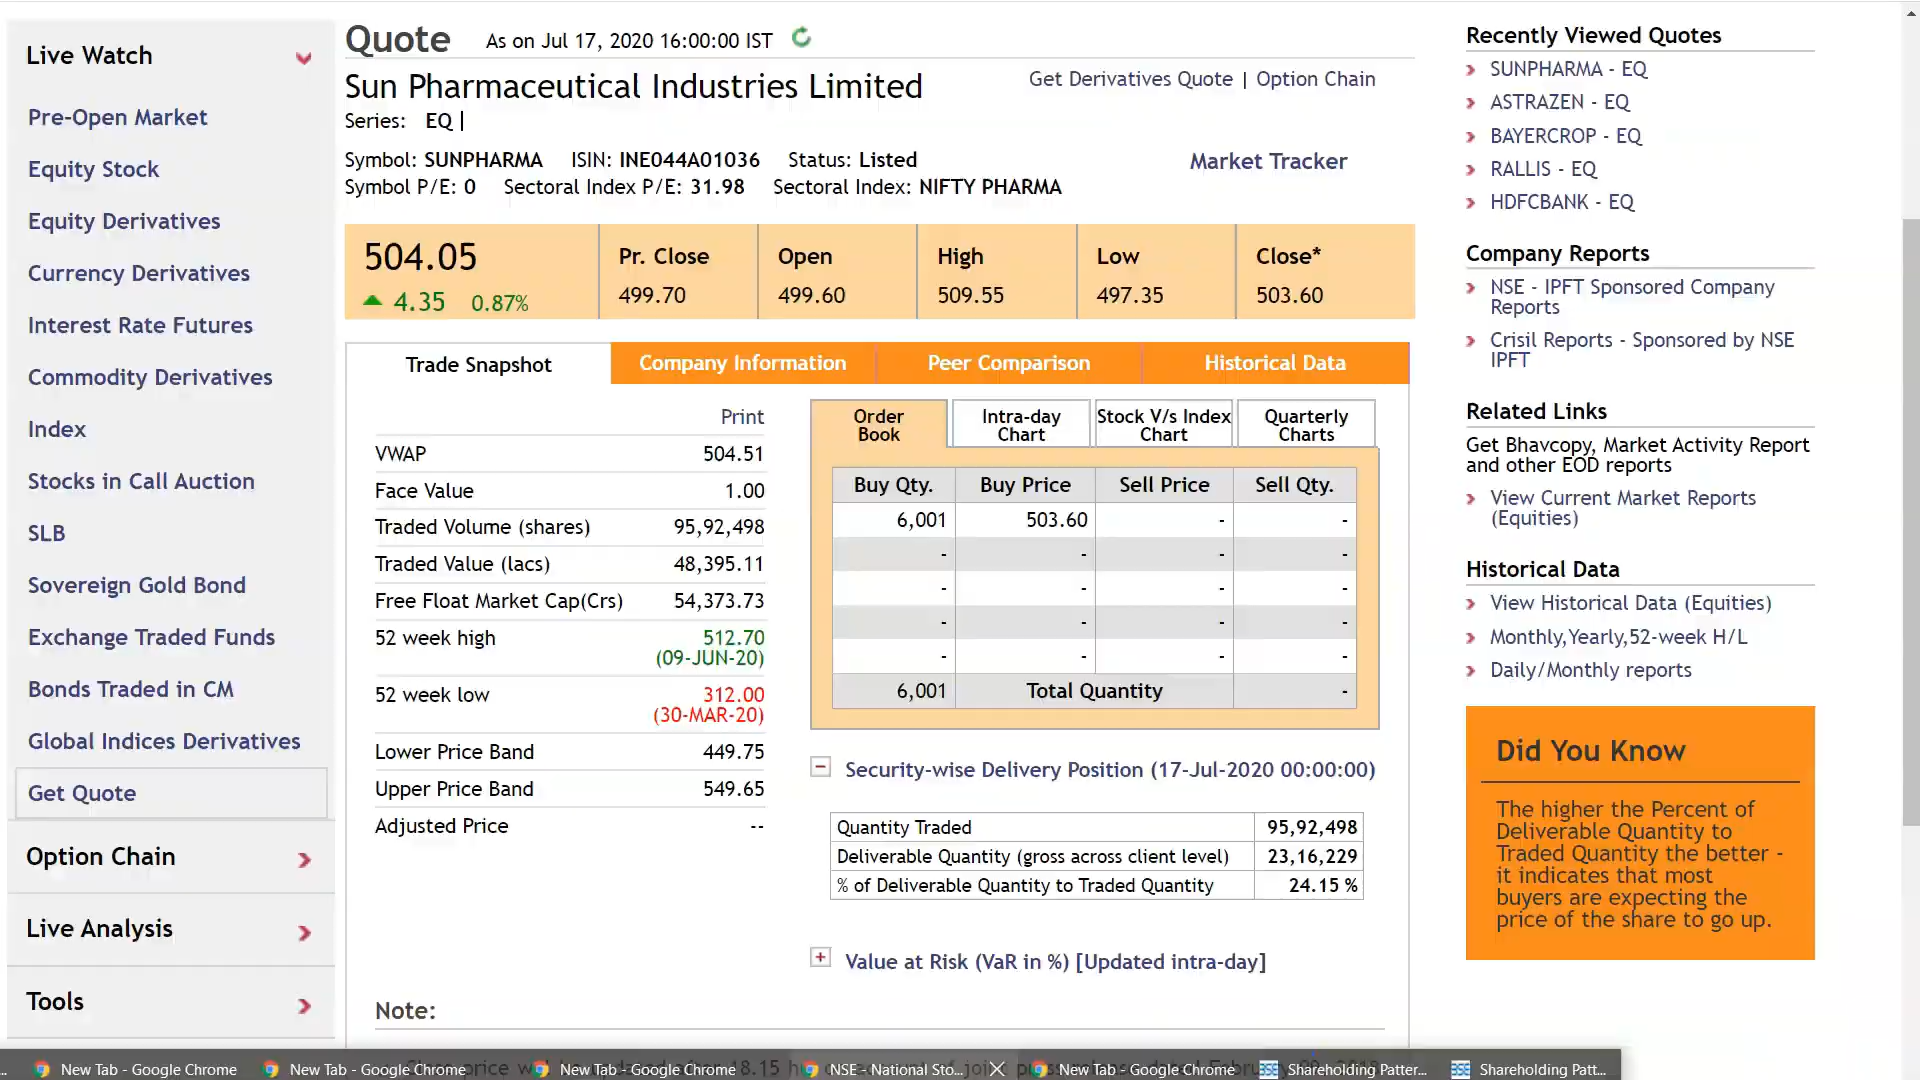 Live Watch
Pre-Open Market
Equity Stock
Equity Derivatives
Currency Derivatives
Interest Rate Futures
Commodity Derivatives
Index
Stocks in Call Auction
SLB
Sovereign Gold Bond
Exchange Traded Funds
Bonds Traded in CM
Global Indices Derivatives
Get Quote
Option Chain
Live Analysis
Tools
Quote As on Jul 17, 2020 16:00:00 IST
Sun Pharmaceutical Industries Limited
Get Derivatives Quote | Option Chain
Series: EQ |
Symbol: SUNPHARMA ISIN: INE044A01036 Status: Listed
Market Tracker
Symbol P/E: 0 Sectoral Index P/E: 31.98 Sectoral Index: NIFTY PHARMA
504.05 Pr. Close Open High Low Close*
4.35 0.87% 499.70 499.60 509.55 497.35 503.60
Trade Snapshot Company Information Peer Comparison Historical Data
Print
VWAP 504.51
Face Value 1.00
Traded Volume (shares) 95,92,498
Traded Value (lacs) 48,395.11
Free Float Market Cap(Crs) 54,373.73
52 week high 512.70
(09-JUN-20)
52 week low 312.00
(30-MAR-20)
Lower Price Band 449.75
Upper Price Band 549.65
Adjusted Price --
Order Book
Intra-day Chart
Stock V/s Index Chart
Quarterly Charts
Buy Qty. Buy Price Sell Price Sell Qty.
6,001 503.60 - -
- - - -
- - - -
- - - -
- - - -
6,001 Total Quantity -
Security-wise Delivery Position (17-Jul-2020 00:00:00)
Quantity Traded 95,92,498
Deliverable Quantity (gross across client level) 23,16,229
% of Deliverable Quantity to Traded Quantity 24.15 %
Value at Risk (VaR in %) [Updated intra-day]
Note:
Recently Viewed Quotes
SUNPHARMA - EQ
ASTRAZEN - EQ
BAYERCROP - EQ
RALLIS - EQ
HDFCBANK - EQ
Company Reports
NSE - IPFT Sponsored Company
Reports
Crisil Reports - Sponsored by NSE
IPFT
Related Links
Get Bhavcopy, Market Activity Report
and other EOD reports
View Current Market Reports
(Equities)
Historical Data
View Historical Data (Equities)
Monthly,Yearly,52-week H/L
Daily/Monthly reports
Did You Know
The higher the Percent of
Deliverable Quantity to
Traded Quantity the better -
it indicates that most
buyers are expecting the
price of the share to go up.
... New Tab - Google Chrome New Tab - Google Chrome New Tab - Google Chrome NSE - National Sto... New Tab - Google Chrome Shareholding Patter... Shareholding Patt...